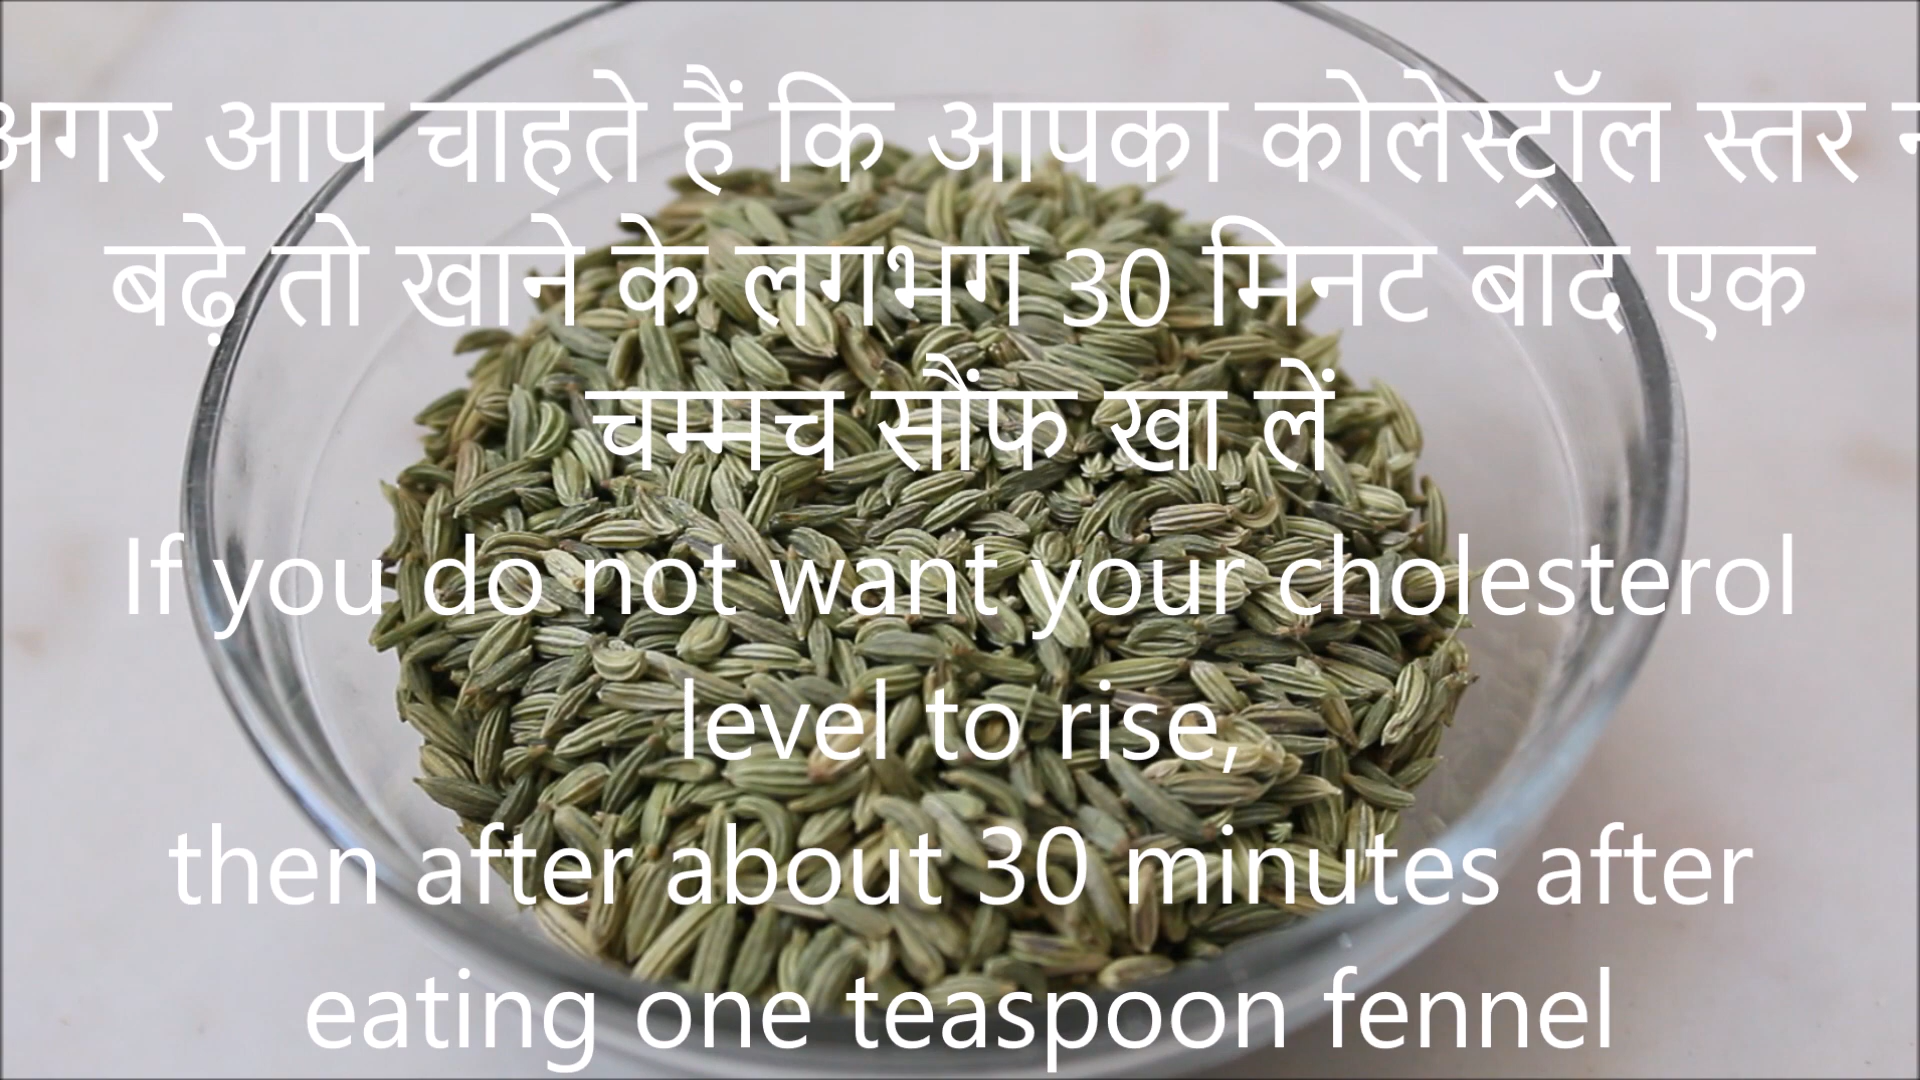 अगर आप चाहते हैं कि आपका कोलेस्ट्रॉल स्तर न
बढ़े तो खाने के लगभग 30 मिनट बाद एक
चम्मच सौंफ खा लें
If you do not want your cholesterol
level to rise,
then after about 30 minutes after
eating one teaspoon fennel